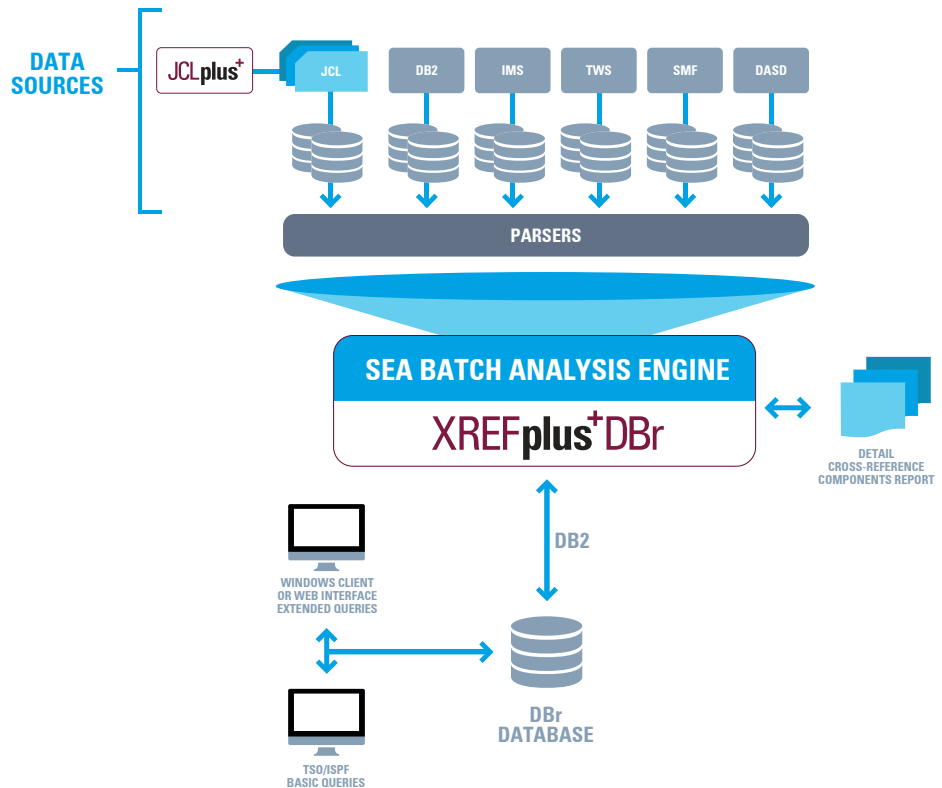 DATA
SOURCES
JCLplus+
JCL
DB2
IMS
TWS
SMF
DASD
PARSERS
SEA BATCH ANALYSIS ENGINE
XREFplus+DBr
DETAIL
CROSS-REFERENCE
COMPONENTS REPORT
DB2
WINDOWS CLIENT
OR WEB INTERFACE
EXTENDED QUERIES
DBr
DATABASE
TSO/ISPF
BASIC QUERIES